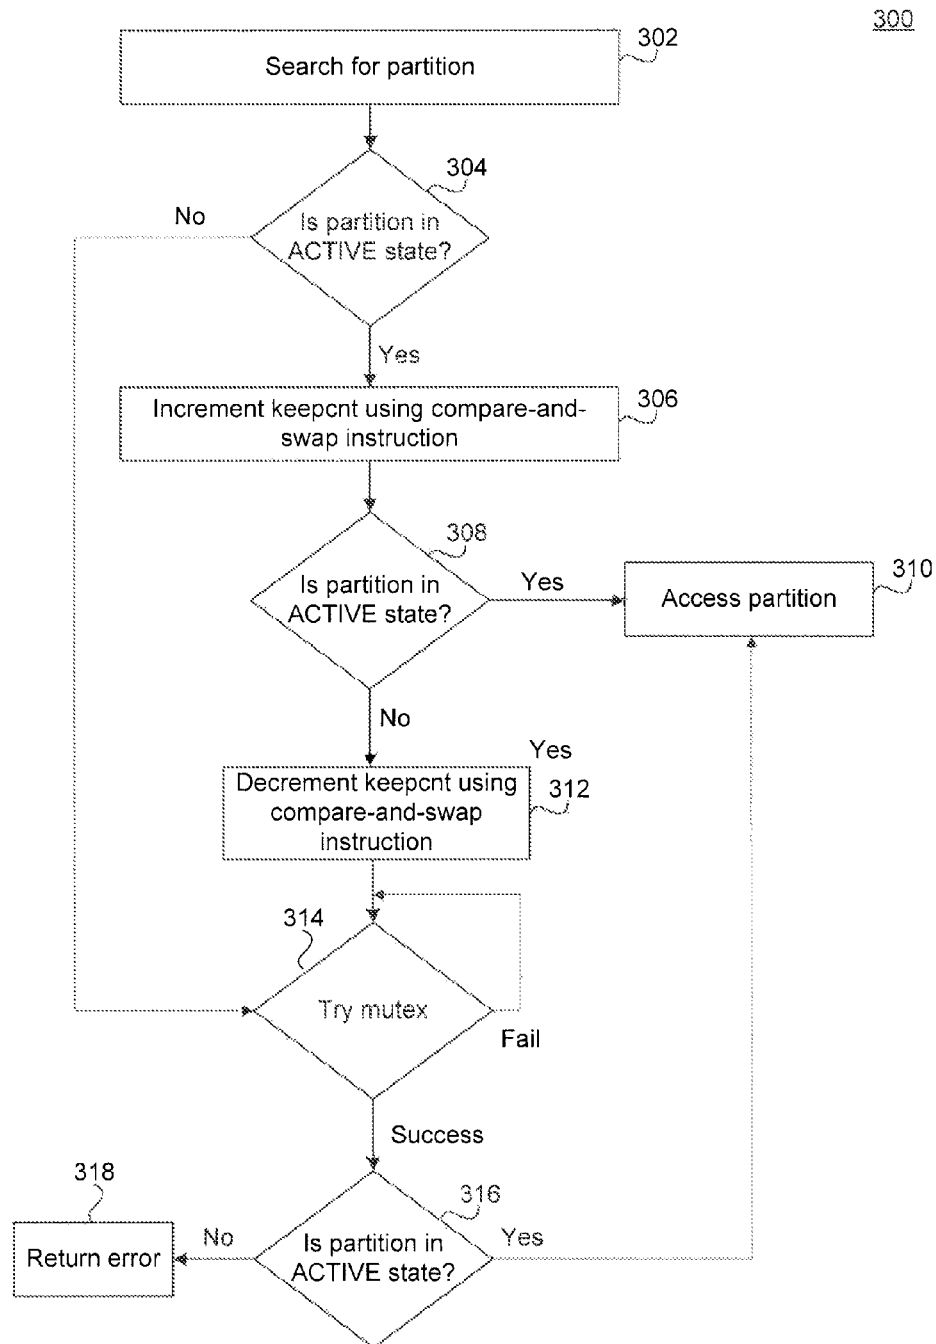 300
302
Search for partition
304
No
Is partition in
ACTIVE state?
Yes
306
Increment keepcnt using compare-and-
swap instruction
308
Is partition in
ACTIVE state?
Yes
310
Access partition
No
Yes
312
Decrement keepcnt using
compare-and-swap
instruction
314
Try mutex
Fail
Success
318
316
No
Yes
Return error
Is partition in
ACTIVE state?